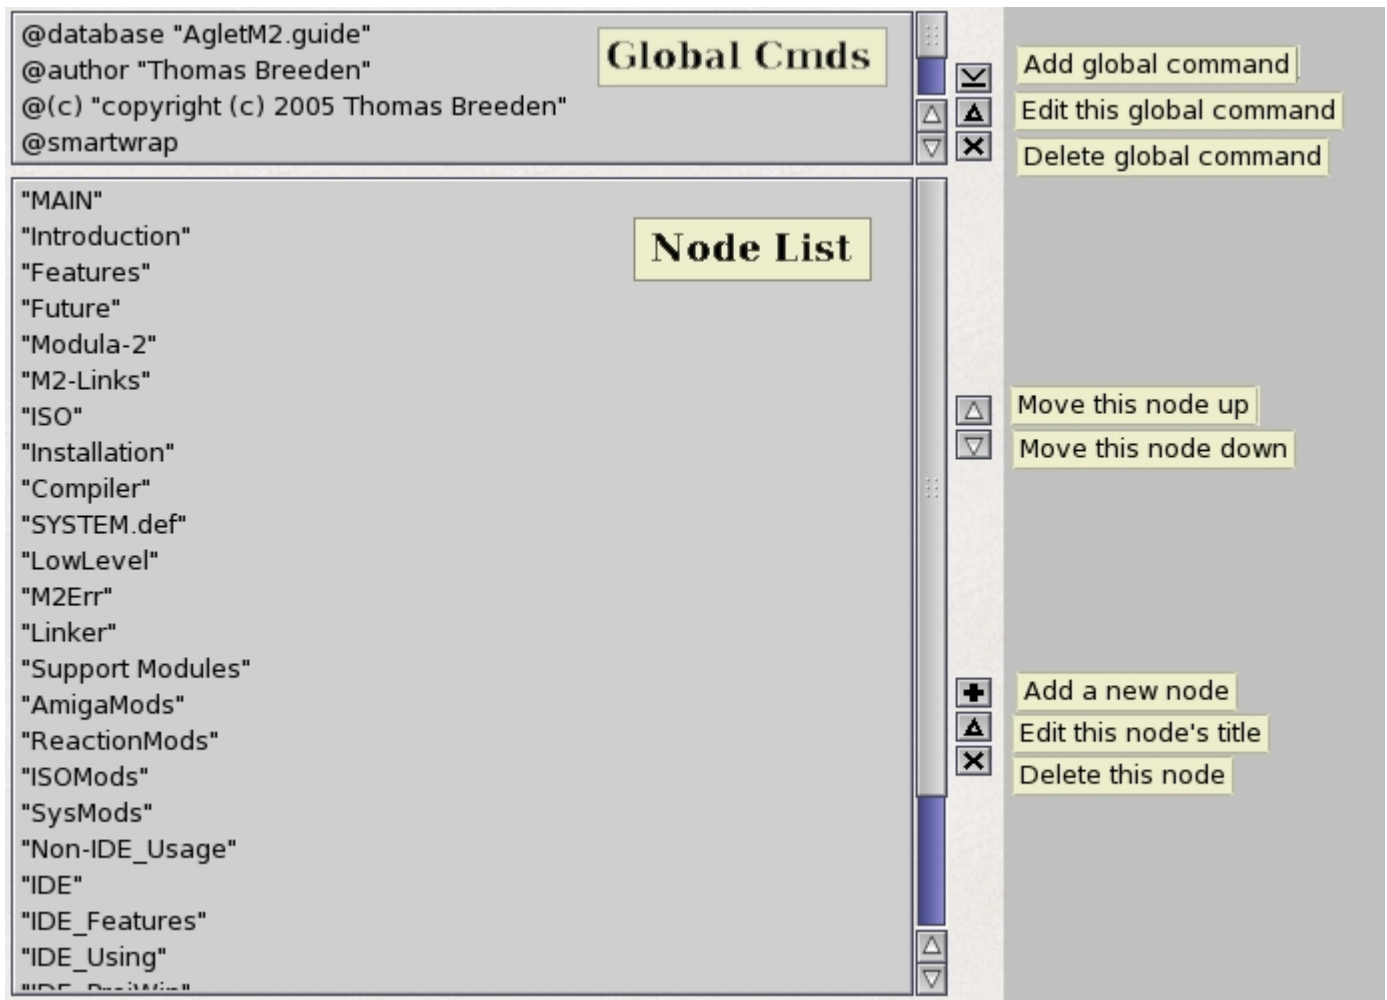 @database "AgletM2.guide"
@author "Thomas Breeden"
@(c) "copyright (c) 2005 Thomas Breeden"
@smartwrap
Global Cmds
Add global command
Edit this global command
Delete global command
"MAIN"
"Introduction"
"Features"
"Future"
"Modula-2"
"M2-Links"
"ISO"
"Installation"
"Compiler"
"SYSTEM.def"
"LowLevel"
"M2Err"
"Linker"
"Support Modules"
"AmigaMods"
"ReactionMods"
"ISOMods"
"SysMods"
"Non-IDE_Usage"
"IDE"
"IDE_Features"
"IDE_Using"
Node List
Move this node up
Move this node down
Add a new node
Edit this node's title
Delete this node